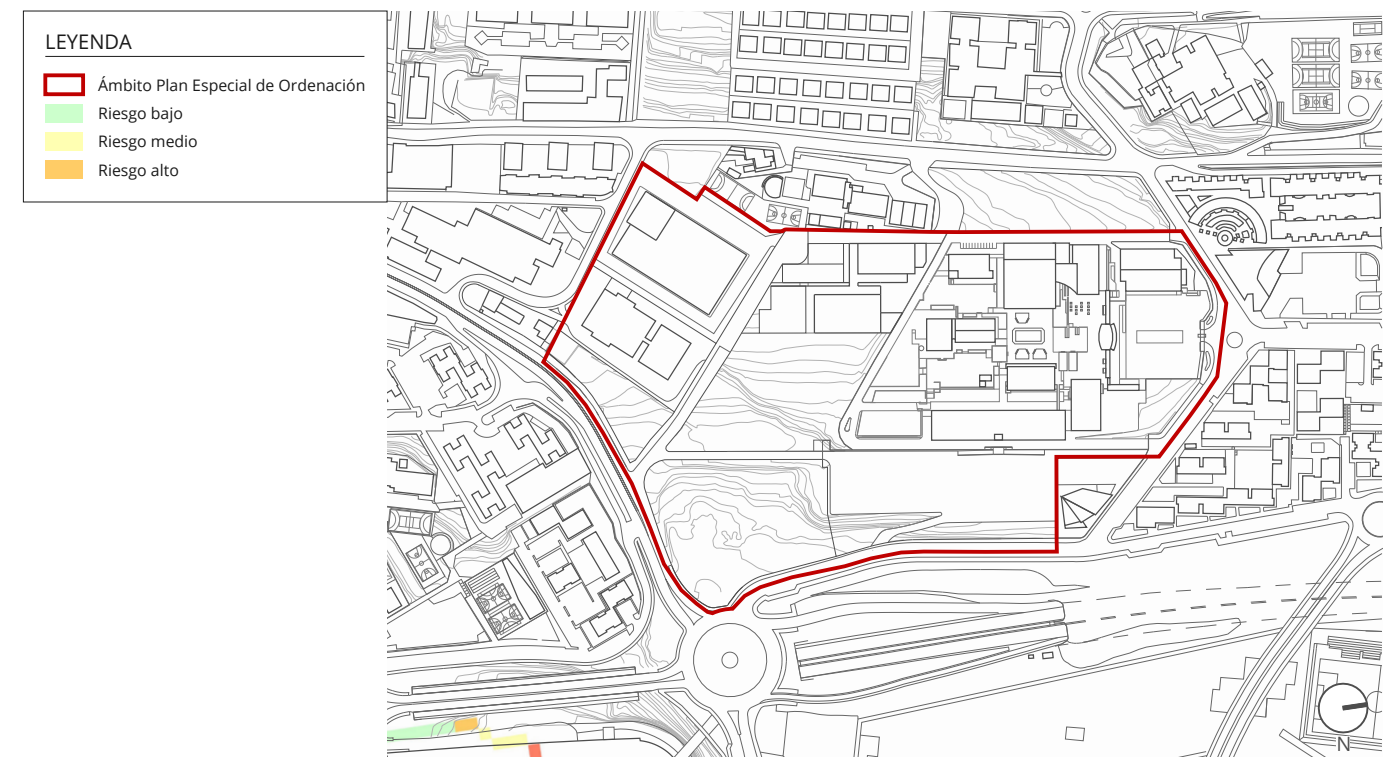 LEYENDA
Ámbito Plan Especial de Ordenación
Riesgo bajo
Riesgo medio
Riesgo alto
N